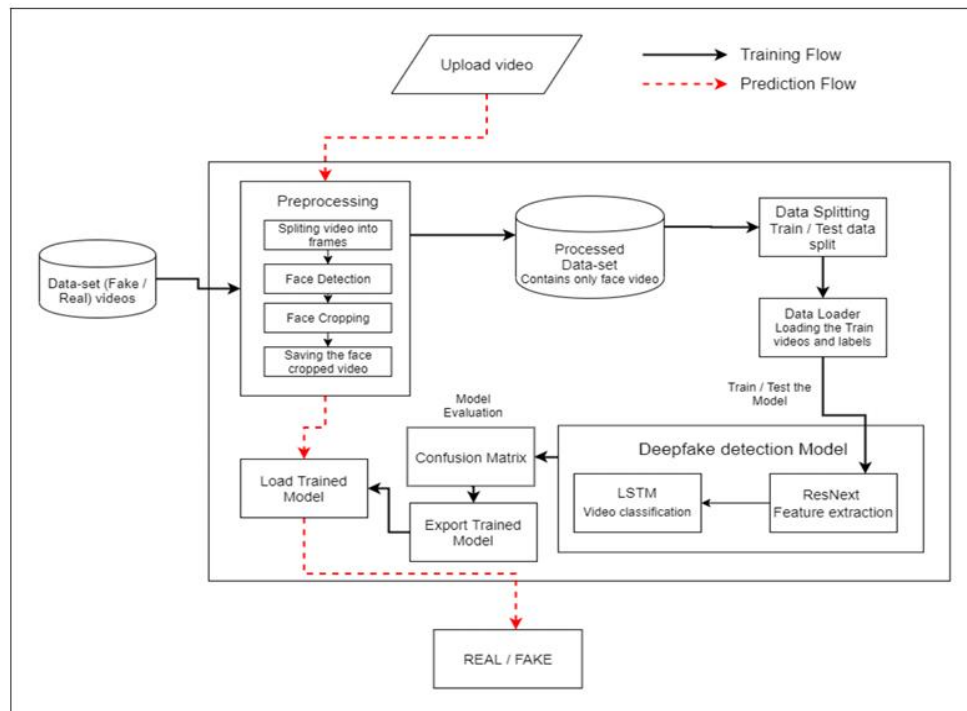 Upload video
Training Flow
Prediction Flow
Preprocessing
Spliting video into
frames
Face Detection
Face Cropping
Saving the face
cropped video
Data-set (Fake /
Real) videos
Processed
Data-set
Contains only face video
Data Splitting
Train / Test data
split
Data Loader
Loading the Train
videos and labels
Train / Test the
Model
Deepfake detection Model
ResNext
Feature extraction
LSTM
Video classification
Model
Evaluation
Confusion Matrix
Export Trained
Model
Load Trained
Model
REAL / FAKE